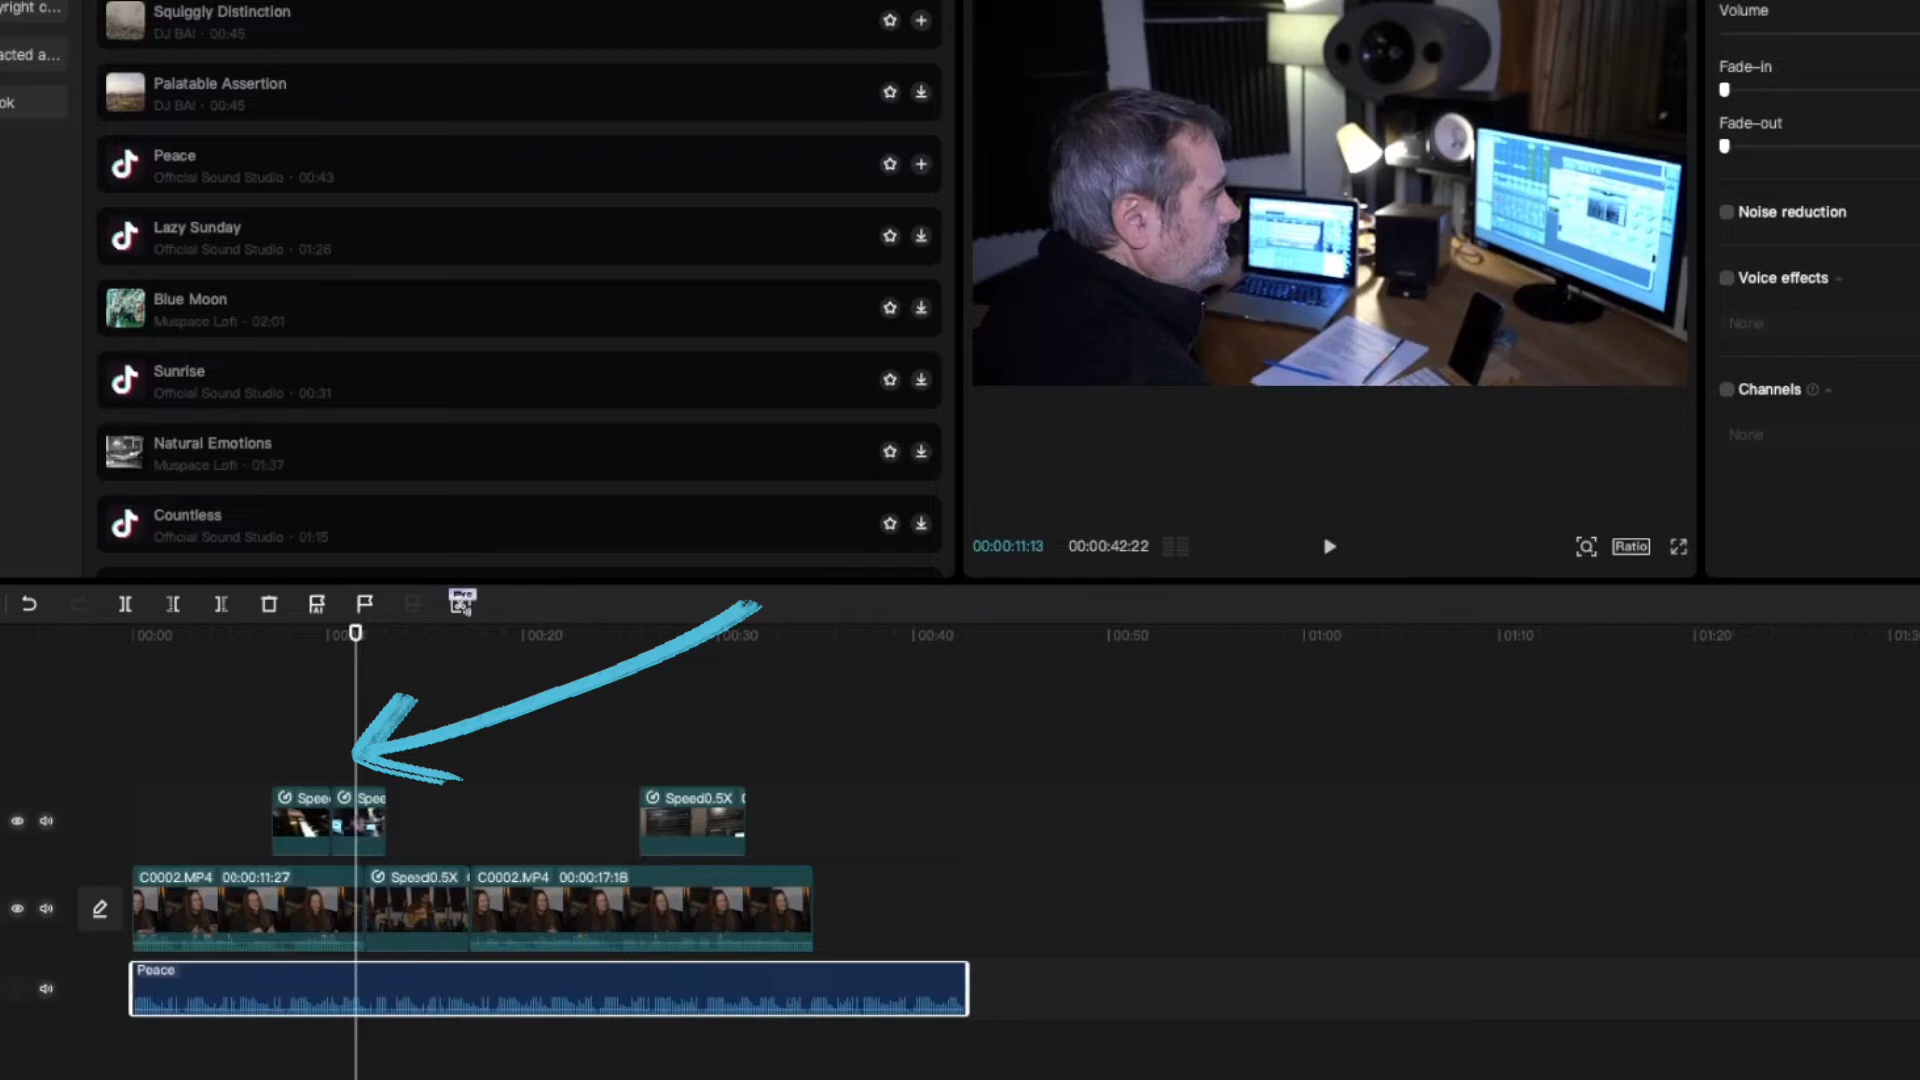 yright c...
acted a...
ok
Squiggly Distinction
DJ BAI · 00:45
Palatable Assertion
DJ BAI · 00:45
Peace
Official Sound Studio · 00:43
Lazy Sunday
Official Sound Studio · 01:26
Blue Moon
Muspace Lofi · 02:01
Sunrise
Official Sound Studio · 00:31
Natural Emotions
Muspace Lofi · 01:37
Countless
Official Sound Studio · 01:15
00:00:11:13 00:00:42:22
Ratio
Volume
Fade-in
Fade-out
Noise reduction
Voice effects
None
Channels
None
AI
Pro
00:00 00:20 00:30 00:40 00:50 01:00 01:10 01:20 01:3
Spee Spee Speed0.5X
C0002.MP4 00:00:11:27 Speed0.5X C0002.MP4 00:00:17:18
Peace